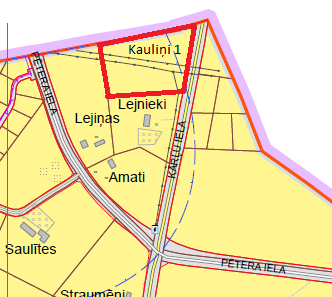 Kauliņi 1
PĒTERA IELA
Lejnieki
Lejiņas
KĀRĻU IELA
Amati
Saulītes
PĒTERA IELA
Straumēni